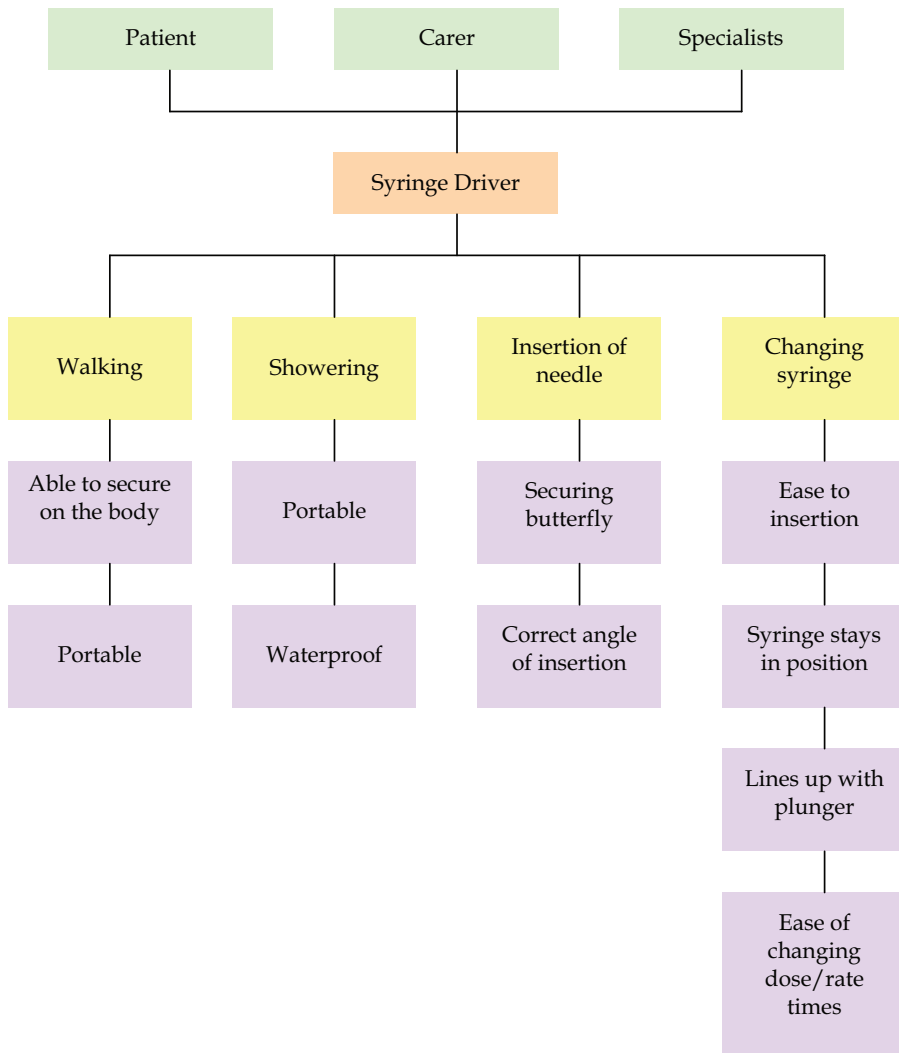 Patient
Carer
Specialists
Syringe Driver
Walking
Showering
Insertion of
needle
Changing
syringe
Able to secure
on the body
Portable
Securing
butterfly
Ease to
insertion
Portable
Waterproof
Correct angle
of insertion
Syringe stays
in position
Lines up with
plunger
Ease of
changing
dose/rate
times